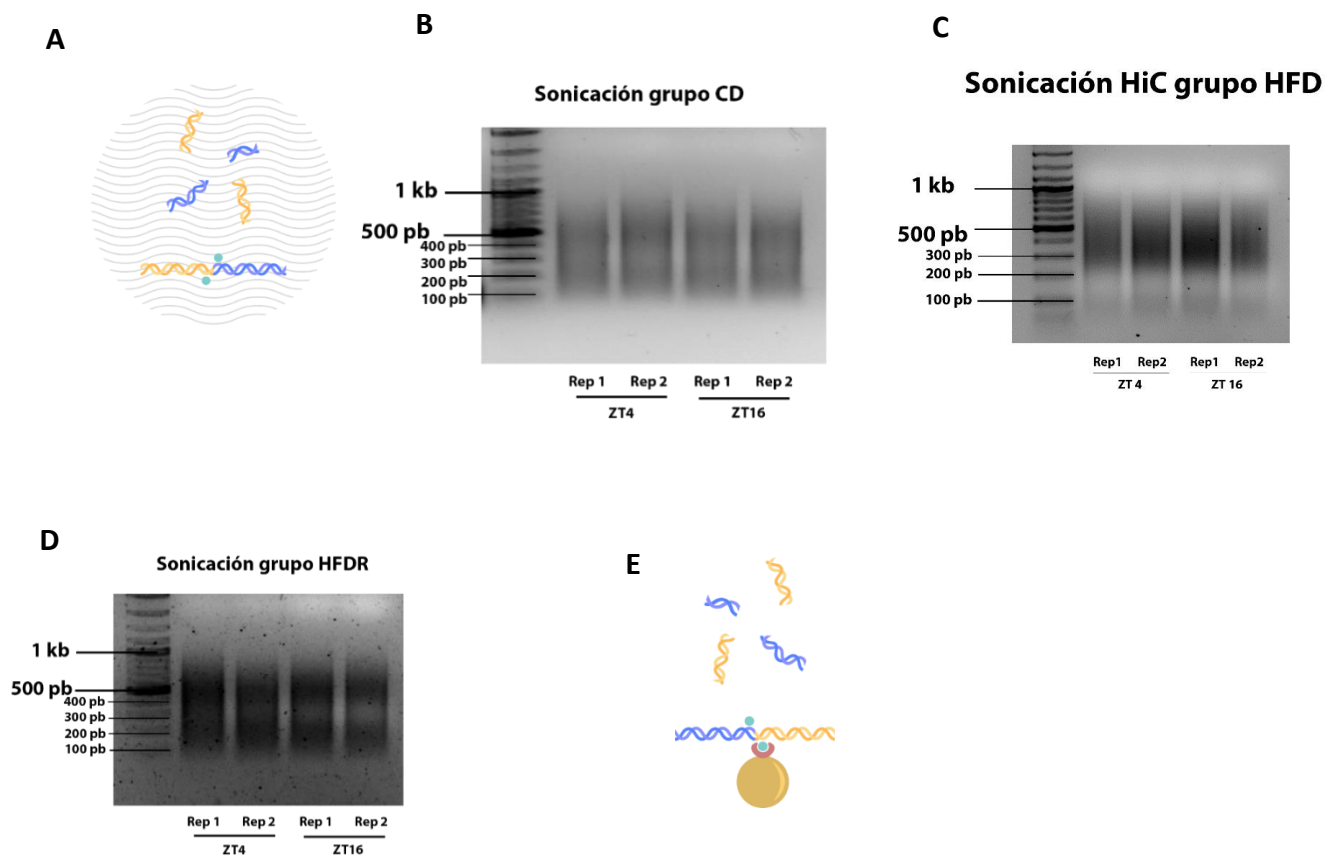 A
B
Sonicación grupo CD
1 kb
500 pb
400 pb
300 pb
200 pb
100 pb
Rep 1 Rep 2 Rep 1 Rep 2
ZT4 ZT16
C
Sonicación HiC grupo HFD
1 kb
500 pb
300 pb
200 pb
100 pb
Rep1 Rep2 Rep1 Rep2
ZT 4 ZT 16
D
Sonicación grupo HFDR
1 kb
500 pb
400 pb
300 pb
200 pb
100 pb
Rep 1 Rep 2 Rep 1 Rep 2
ZT4 ZT16
E